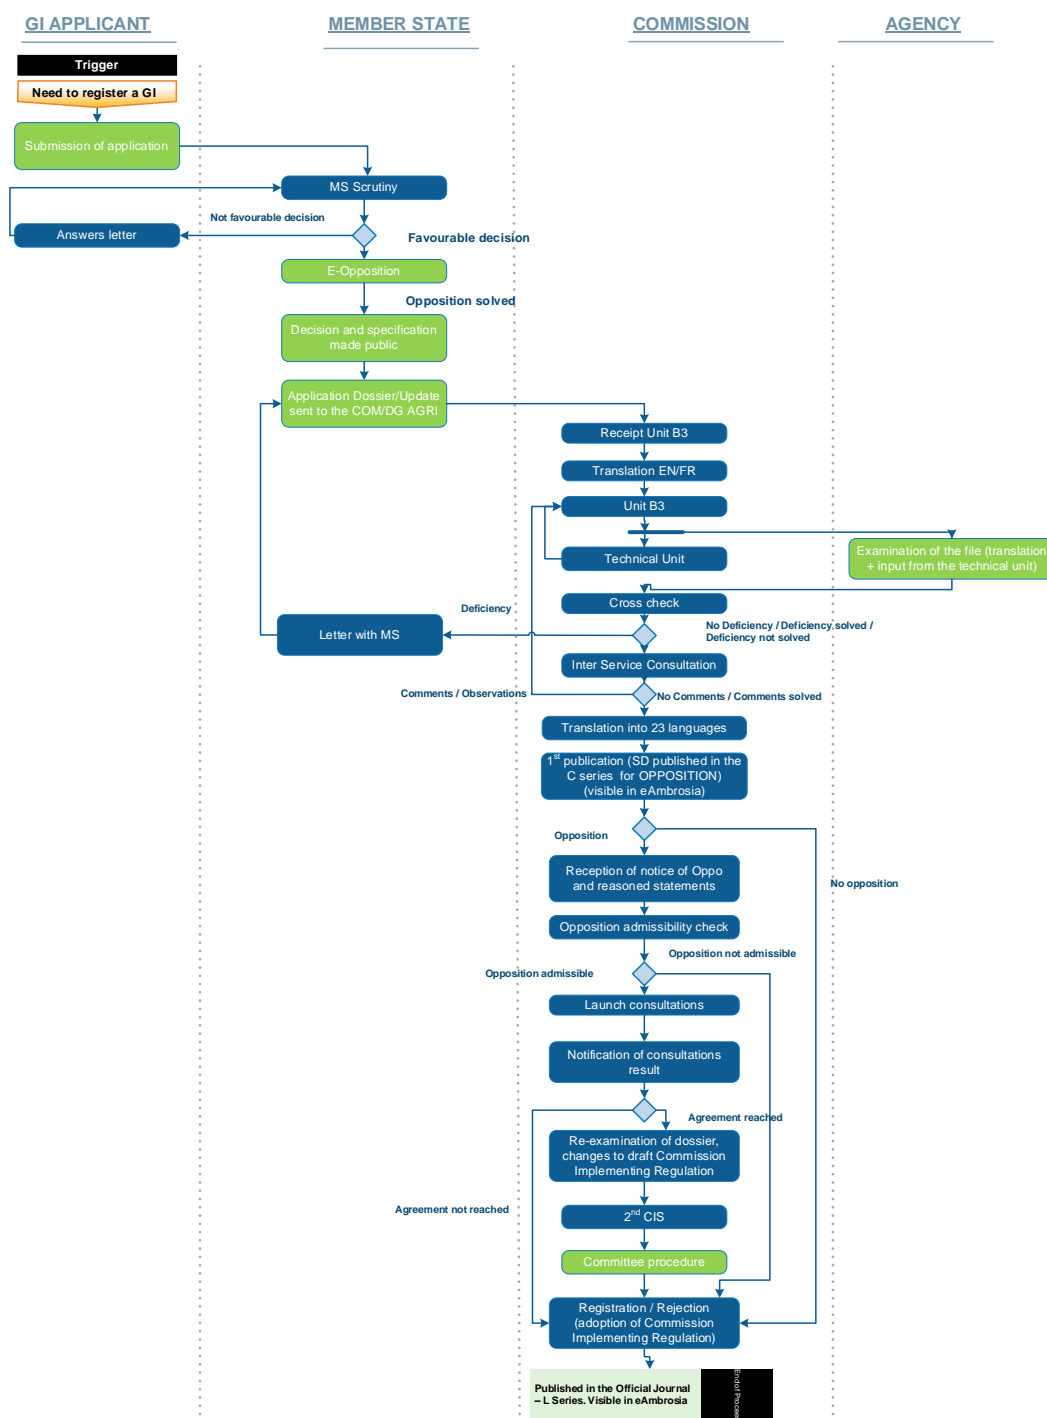 GI APPLICANT
MEMBER STATE
COMMISSION
AGENCY
Trigger
Need to register a GI
Submission of application
MS Scrutiny
Not favourable decision
Answers letter
Favourable decision
E-Opposition
Opposition solved
Decision and specification
made public
Application Dossier/Update
sent to the COM/DG AGRI
Receipt Unit B3
Translation EN/FR
Unit B3
Technical Unit
Examination of the file (translation
+ input from the technical unit)
Cross check
Deficiency
No Deficiency / Deficiency solved /
Deficiency not solved
Letter with MS
Inter Service Consultation
Comments / Observations
No Comments / Comments solved
Translation into 23 languages
1st publication (SD published in the
C series for OPPOSITION)
(visible in eAmbrosia)
Opposition
Reception of notice of Oppo
and reasoned statements
No opposition
Opposition admissibility check
Opposition not admissible
Opposition admissible
Launch consultations
Notification of consultations
result
Agreement reached
Re-examination of dossier,
changes to draft Commission
Implementing Regulation
Agreement not reached
2nd CIS
Committee procedure
Registration / Rejection
(adoption of Commission
Implementing Regulation)
Published in the Official Journal
– L Series. Visible in eAmbrosia
End of Procee